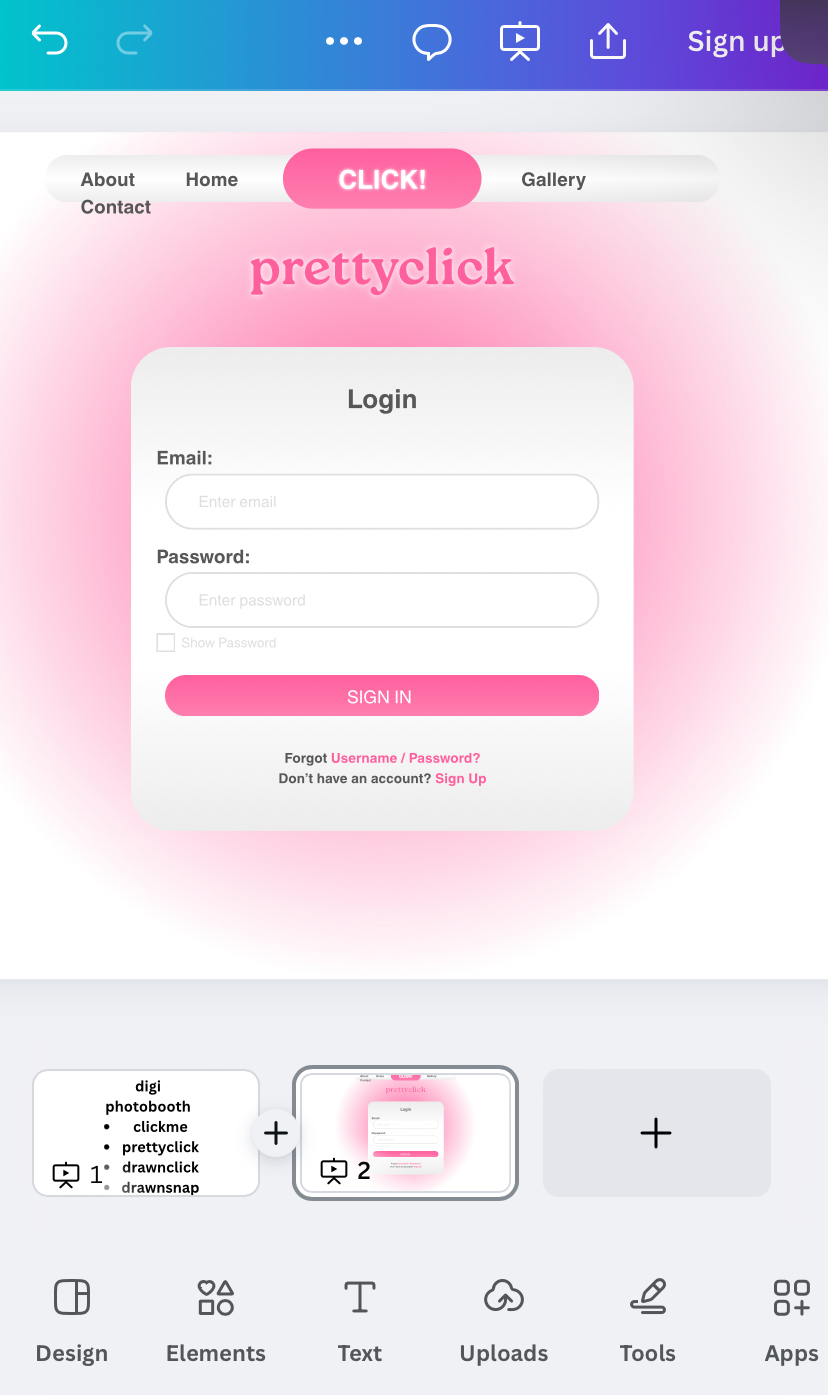 Sign up
About Home CLICK! Gallery
Contact
prettyclick
Login
Email:
Enter email
Password:
Enter password
Show Password
SIGN IN
Forgot Username / Password?
Don't have an account? Sign Up
digi
photobooth
• clickme
• prettyclick
• drawnclick
• drawnsnap
1
2
Design Elements Text Uploads Tools Apps